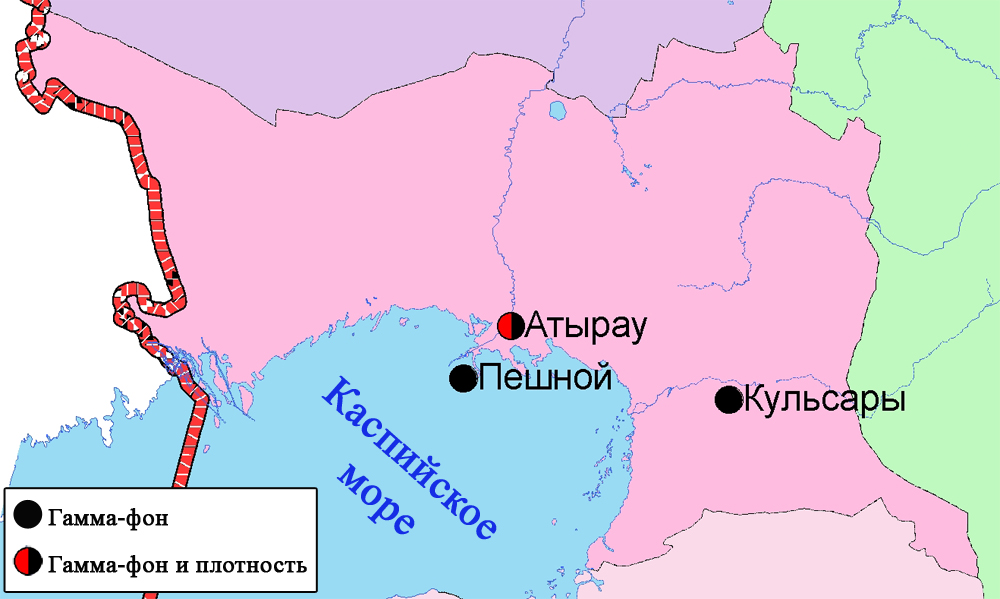 Атырау
Пешной
Кульсары
Каспийское
море
Гамма-фон
Гамма-фон и плотность